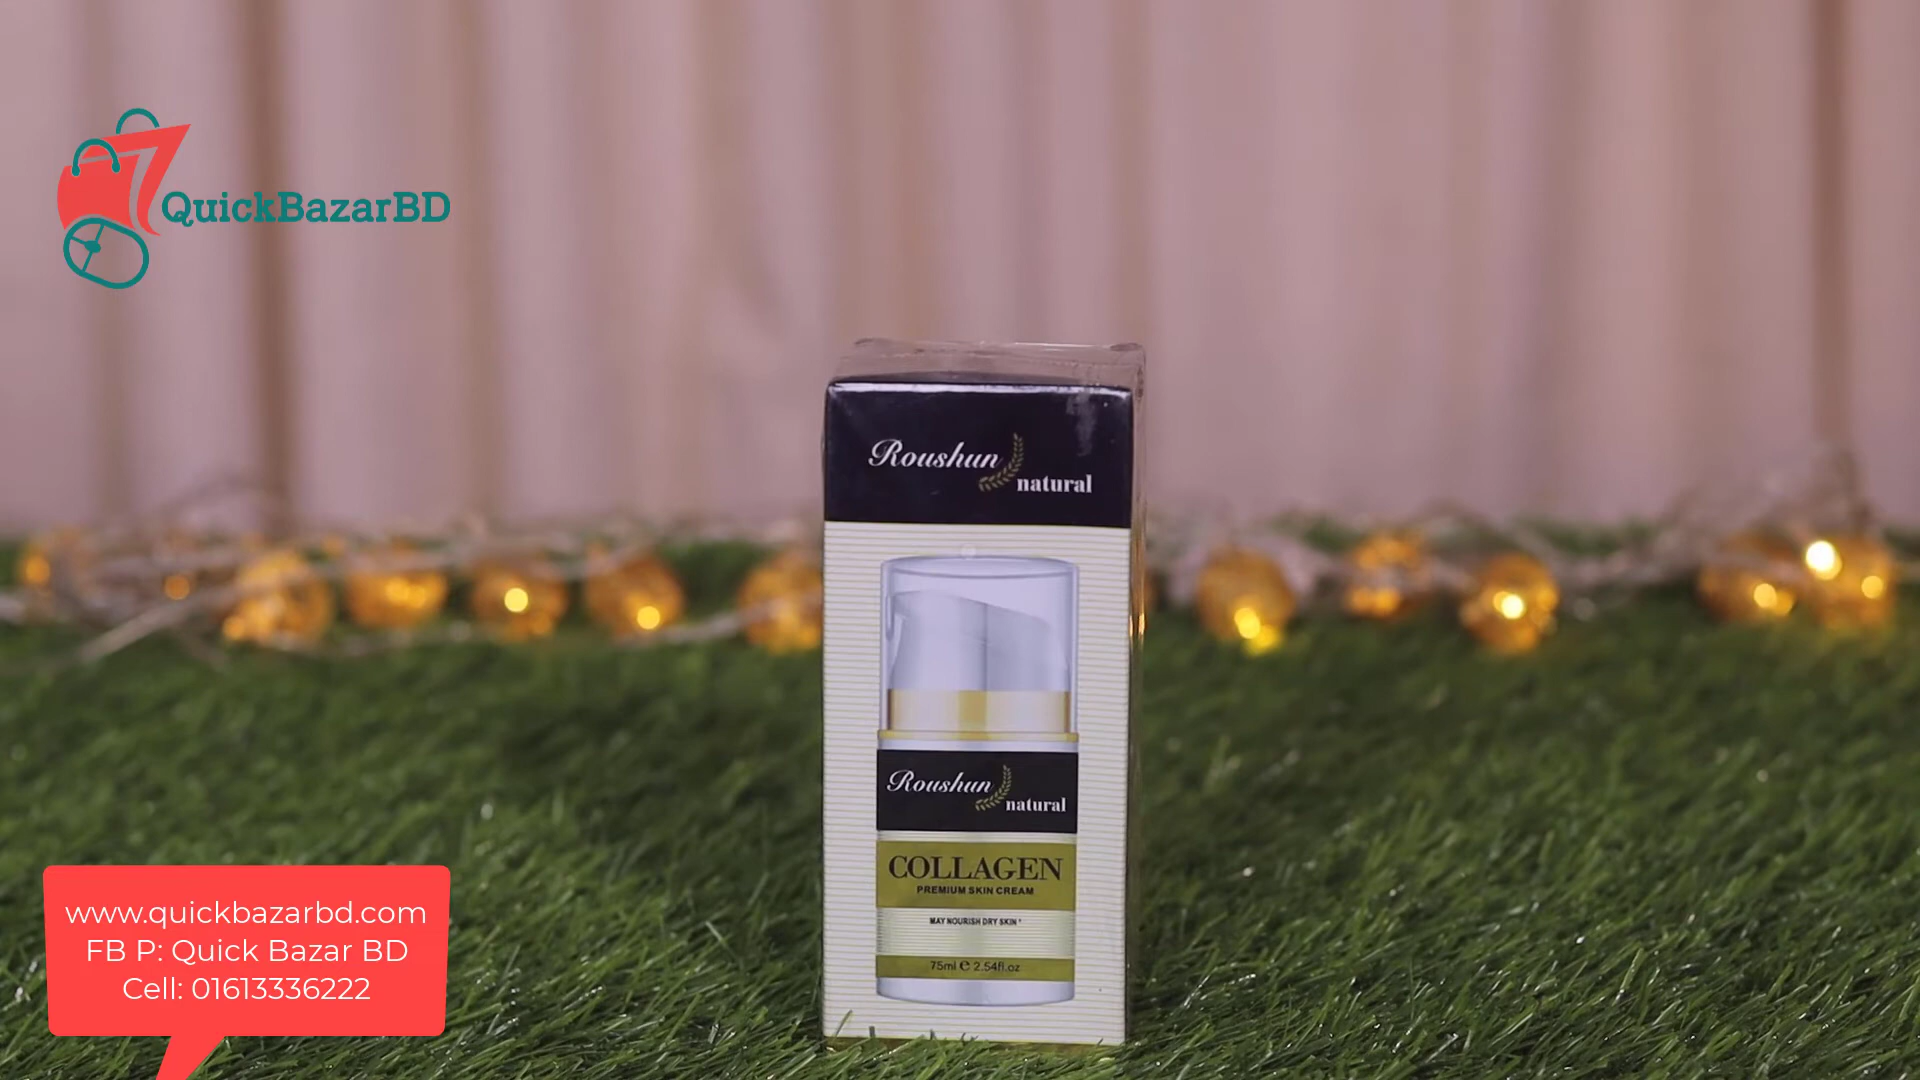 QuickBazarBD
Roushun
natural
Roushun
natural
COLLAGEN
PREMIUM SKIN CREAM
MAY NOURISH DRY SKIN *
75ml ℮ 2.54fl.oz
www.quickbazarbd.com
FB P: Quick Bazar BD
Cell: 01613336222